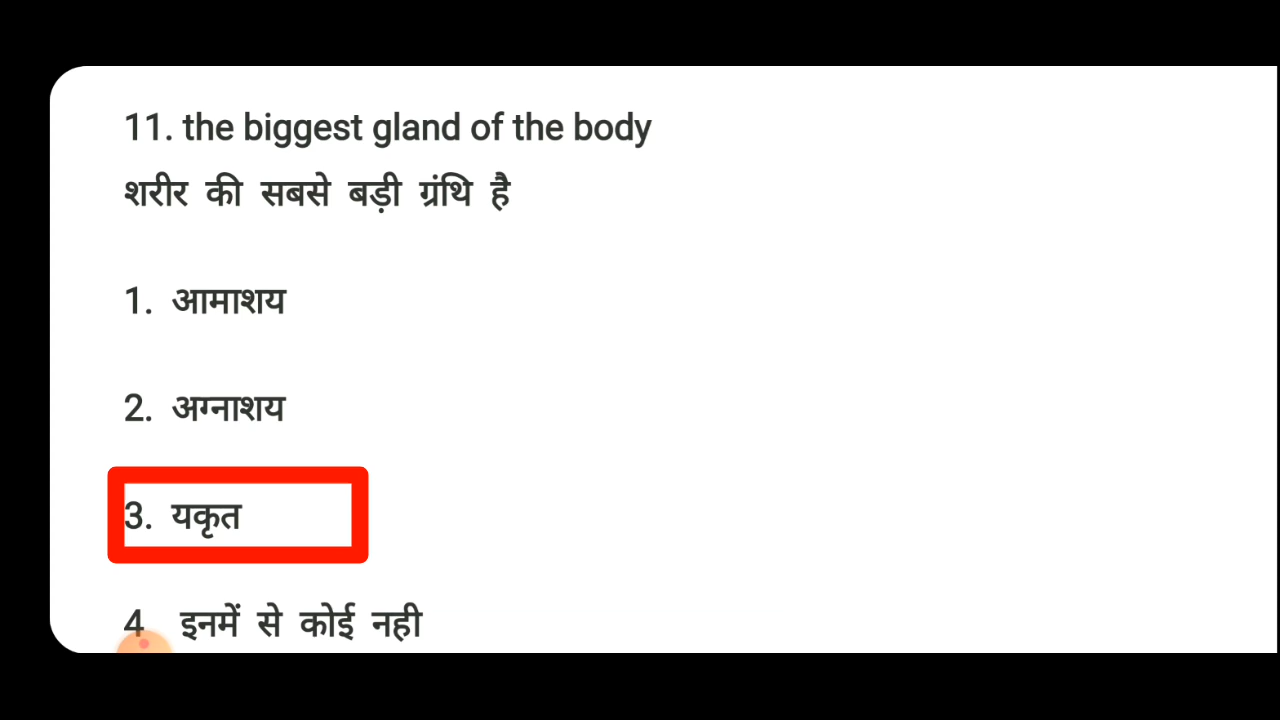 11. the biggest gland of the body
शरीर की सबसे बड़ी ग्रंथि है
1. आमाशय
2. अग्नाशय
3. यकृत
4 इनमें से कोई नही